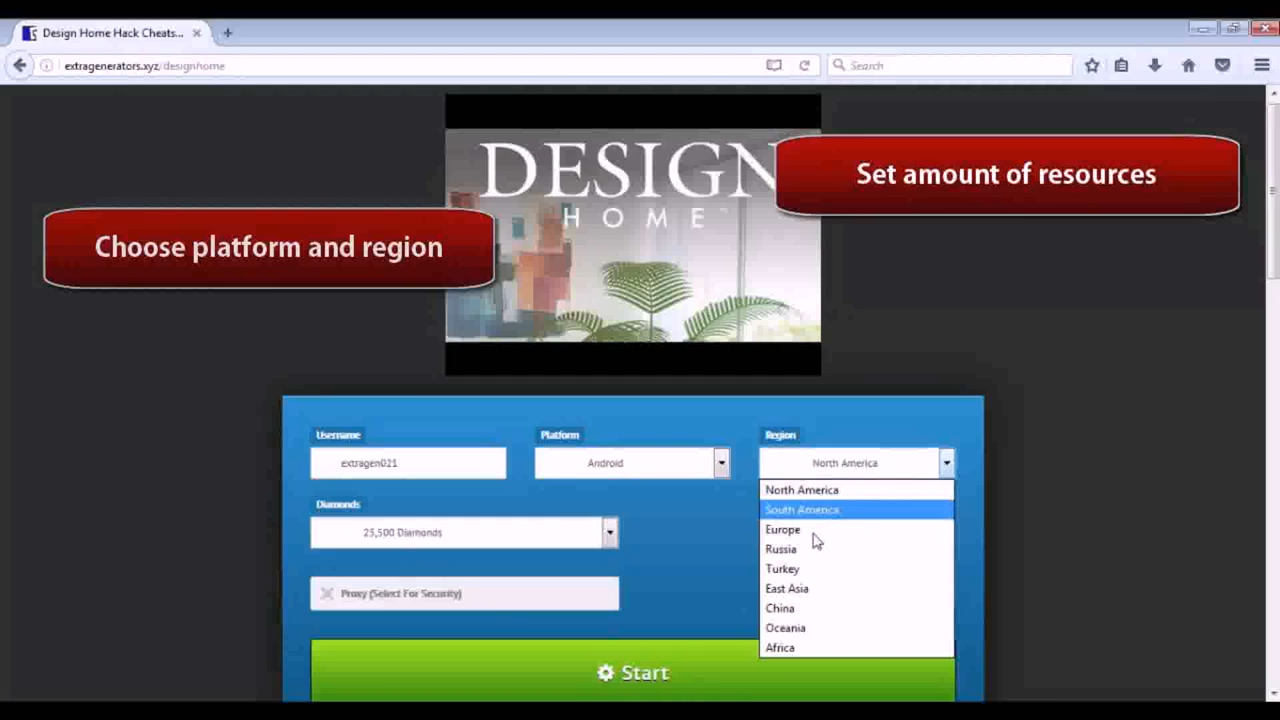 Design Home Hack Cheats...
extragenerators.xyz/designhome
Search
DESIGN
HOME
Set amount of resources
Choose platform and region
Username
Platform
Region
extragen021
Android
North America
Diamonds
25,500 Diamonds
North America
South America
Europe
Russia
Turkey
East Asia
China
Oceania
Africa
Proxy (Select For Security)
Start